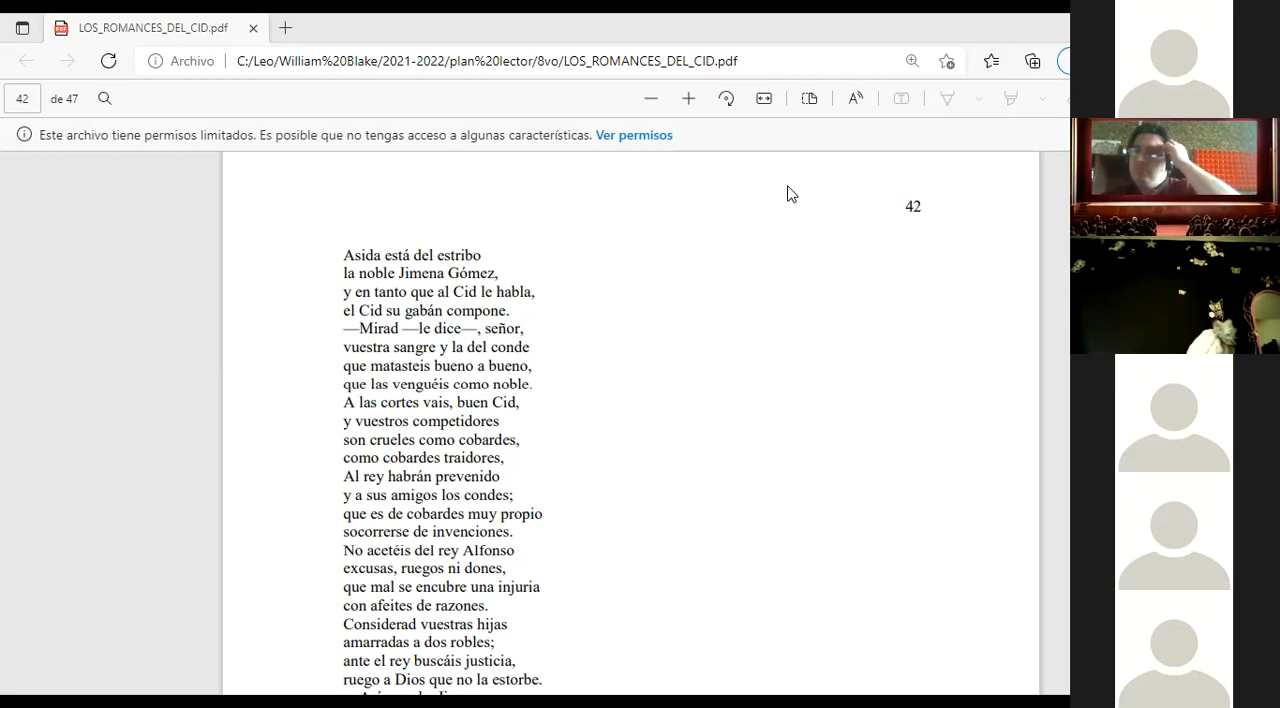 LOS_ROMANCES_DEL_CID.pdf
Archivo
C:/Leo/William%20Blake/2021-2022/plan%20lector/8vo/LOS_ROMANCES_DEL_CID.pdf
42 de 47
Este archivo tiene permisos limitados. Es posible que no tengas acceso a algunas características. Ver permisos
42
Asida está del estribo
la noble Jimena Gómez,
y en tanto que al Cid le habla,
el Cid su gabán compone.
—Mirad —le dice—, señor,
vuestra sangre y la del conde
que matasteis bueno a bueno,
que las venguéis como noble.
A las cortes vais, buen Cid,
y vuestros competidores
son crueles como cobardes,
como cobardes traidores,
Al rey habrán prevenido
y a sus amigos los condes;
que es de cobardes muy propio
socorrerse de invenciones.
No acetéis del rey Alfonso
excusas, ruegos ni dones,
que mal se encubre una injuria
con afeites de razones.
Considerad vuestras hijas
amarradas a dos robles;
ante el rey buscáis justicia,
ruego a Dios que no la estorbe.